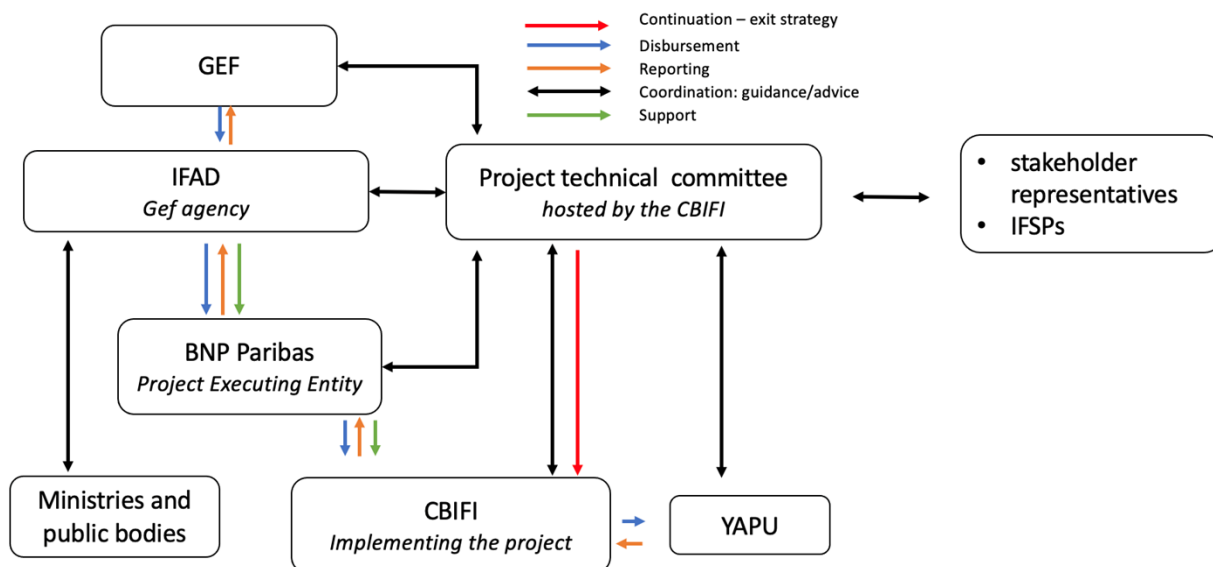 Continuation – exit strategy
Disbursement
Reporting
Coordination: guidance/advice
Support
GEF
IFAD
Gef agency
Project technical committee
hosted by the CBIFI
• stakeholder
representatives
• IFSPs
BNP Paribas
Project Executing Entity
Ministries and
public bodies
CBIFI
Implementing the project
YAPU